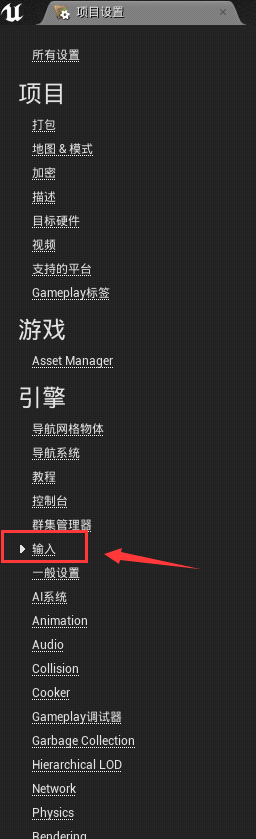 项目设置
所有设置
项目
打包
地图 & 模式
加密
描述
目标硬件
视频
支持的平台
Gameplay标签
游戏
Asset Manager
引擎
导航网格物体
导航系统
教程
控制台
群集管理器
输入
一般设置
AI系统
Animation
Audio
Collision
Cooker
Gameplay调试器
Garbage Collection
Hierarchical LOD
Network
Physics
Rendering